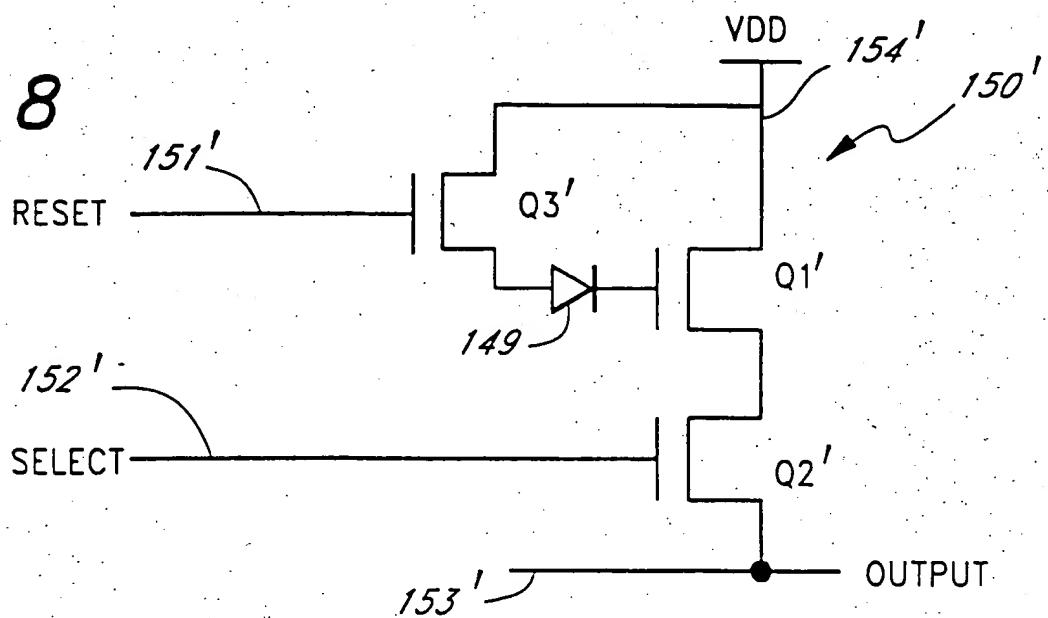 8
VDD
154'
150'
151'
RESET
Q3'
Q1'
149
152'
SELECT
Q2'
OUTPUT
153'